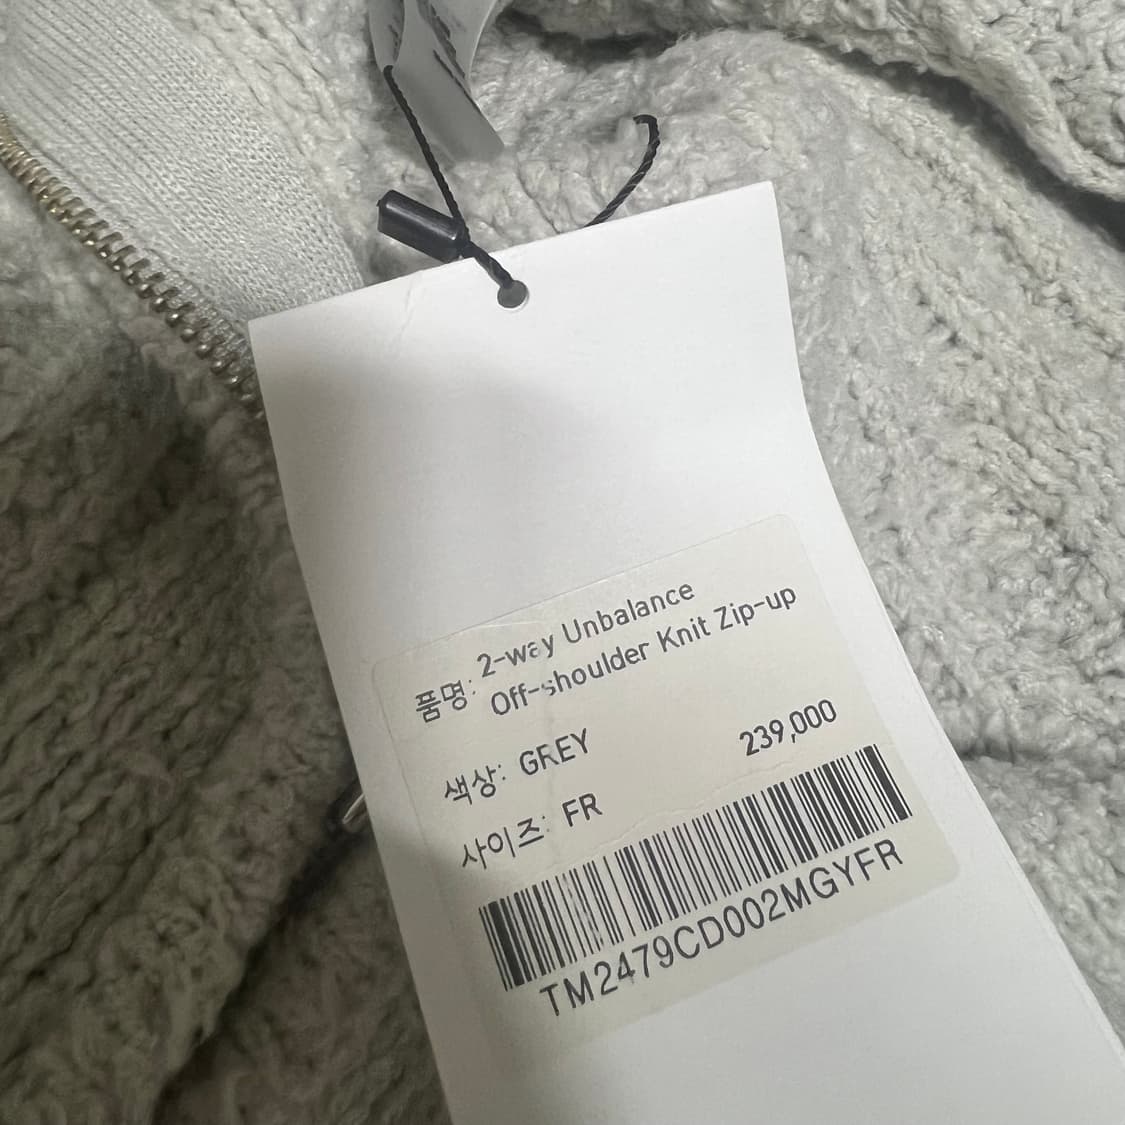 품명: 2-way Unbalance
Off-shoulder Knit Zip-up
색상: GREY
239,000
사이즈: FR
TM2479CD002MGYFR